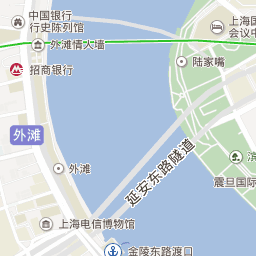 中国银行
行史陈列馆
外滩情人墙
招商银行
外滩
外滩
上海电信博物馆
金陵东路渡口
延安东路隧道
上海国
会议中
陆家嘴
滨
震旦国际